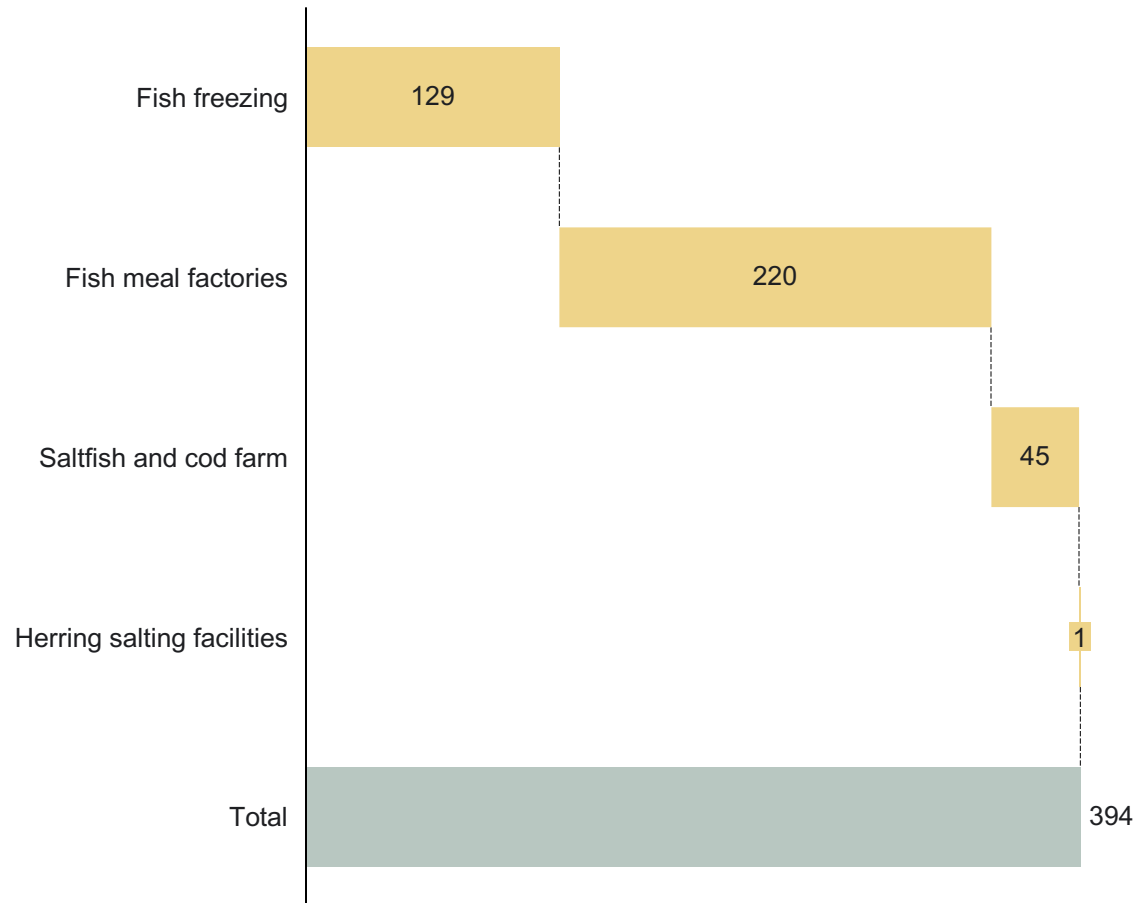 Fish freezing
129
Fish meal factories
220
Saltfish and cod farm
45
Herring salting facilities
1
Total
394